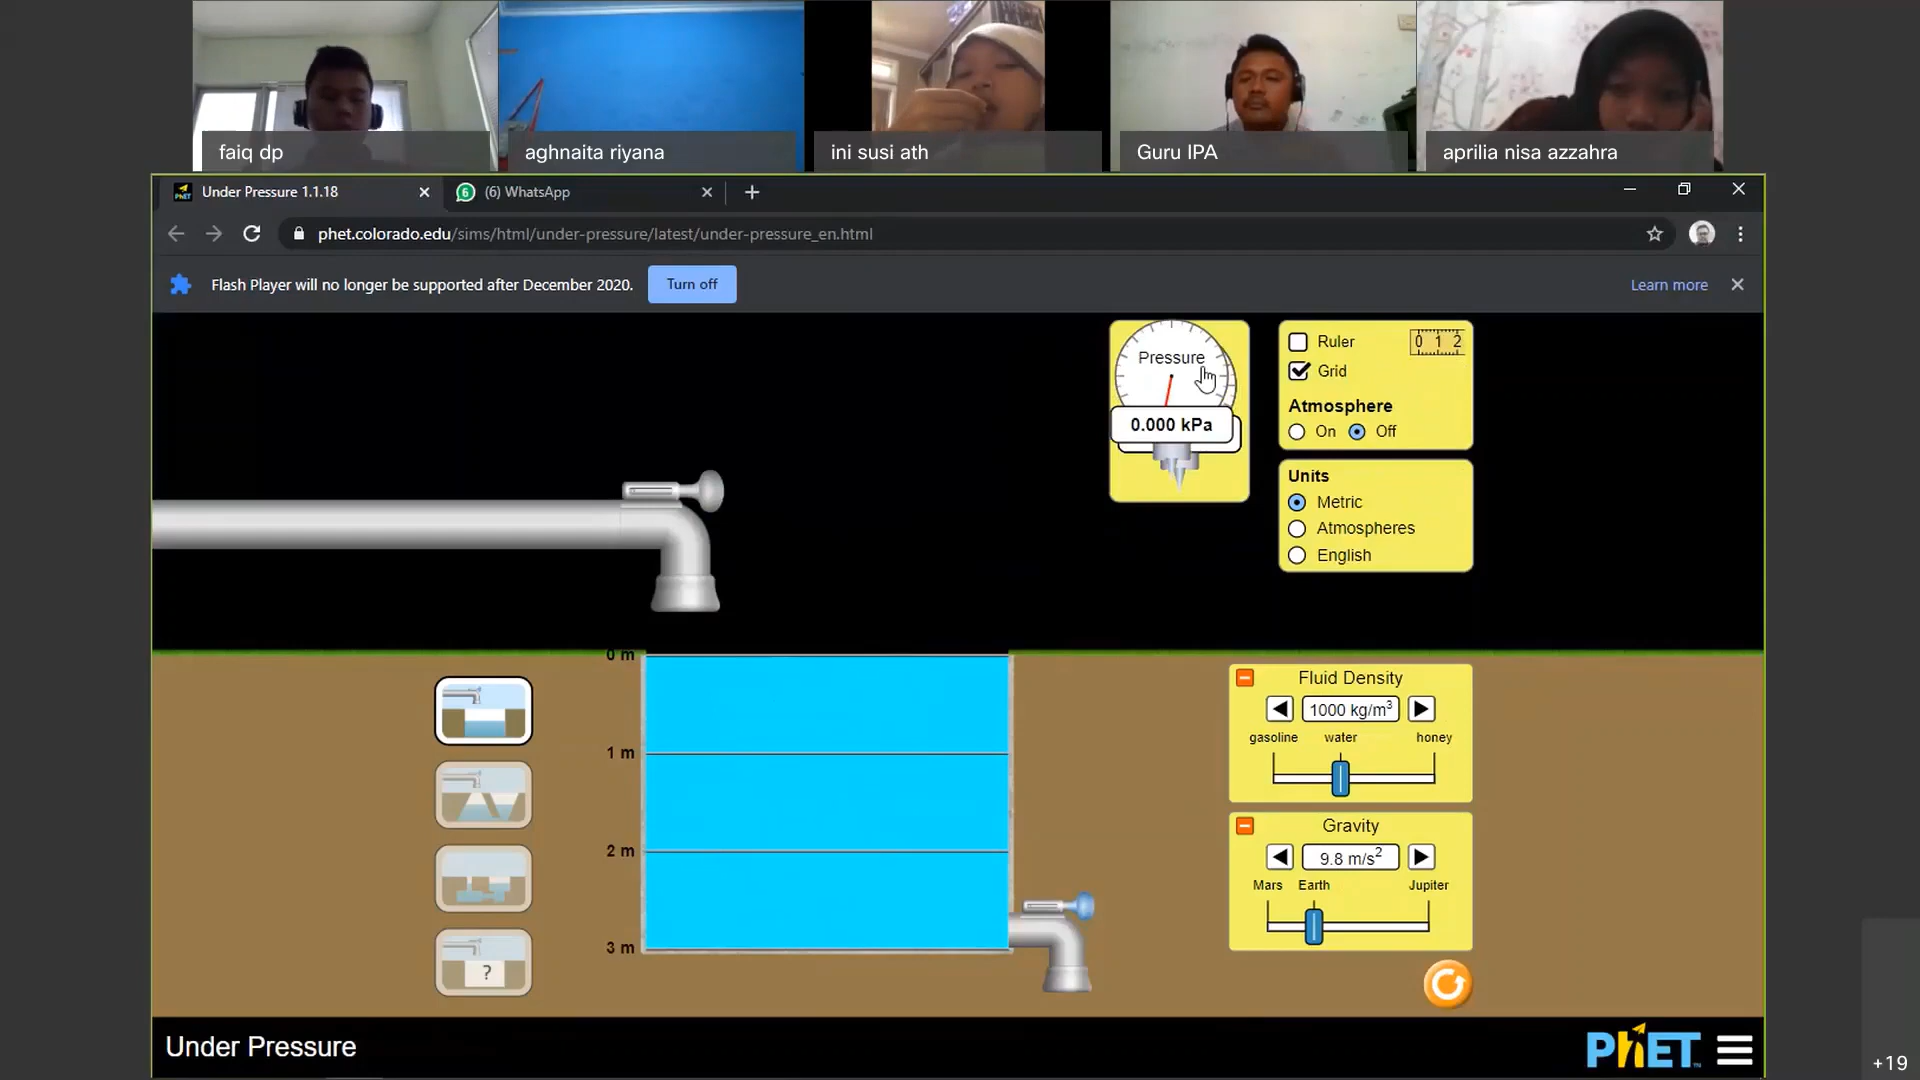 faiq dp
aghnaita riyana
ini susi ath
Guru IPA
aprilia nisa azzahra
Under Pressure 1.1.18
(6) WhatsApp
phet.colorado.edu/sims/html/under-pressure/latest/under-pressure_en.html
Flash Player will no longer be supported after December 2020.
Turn off
Learn more
Pressure
0.000 kPa
Ruler
0 1 2
Grid
Atmosphere
On
Off
Units
Metric
Atmospheres
English
0 m
1 m
2 m
3 m
?
Fluid Density
1000 kg/m³
gasoline water honey
Gravity
9.8 m/s²
Mars Earth Jupiter
Under Pressure
PhET
+19